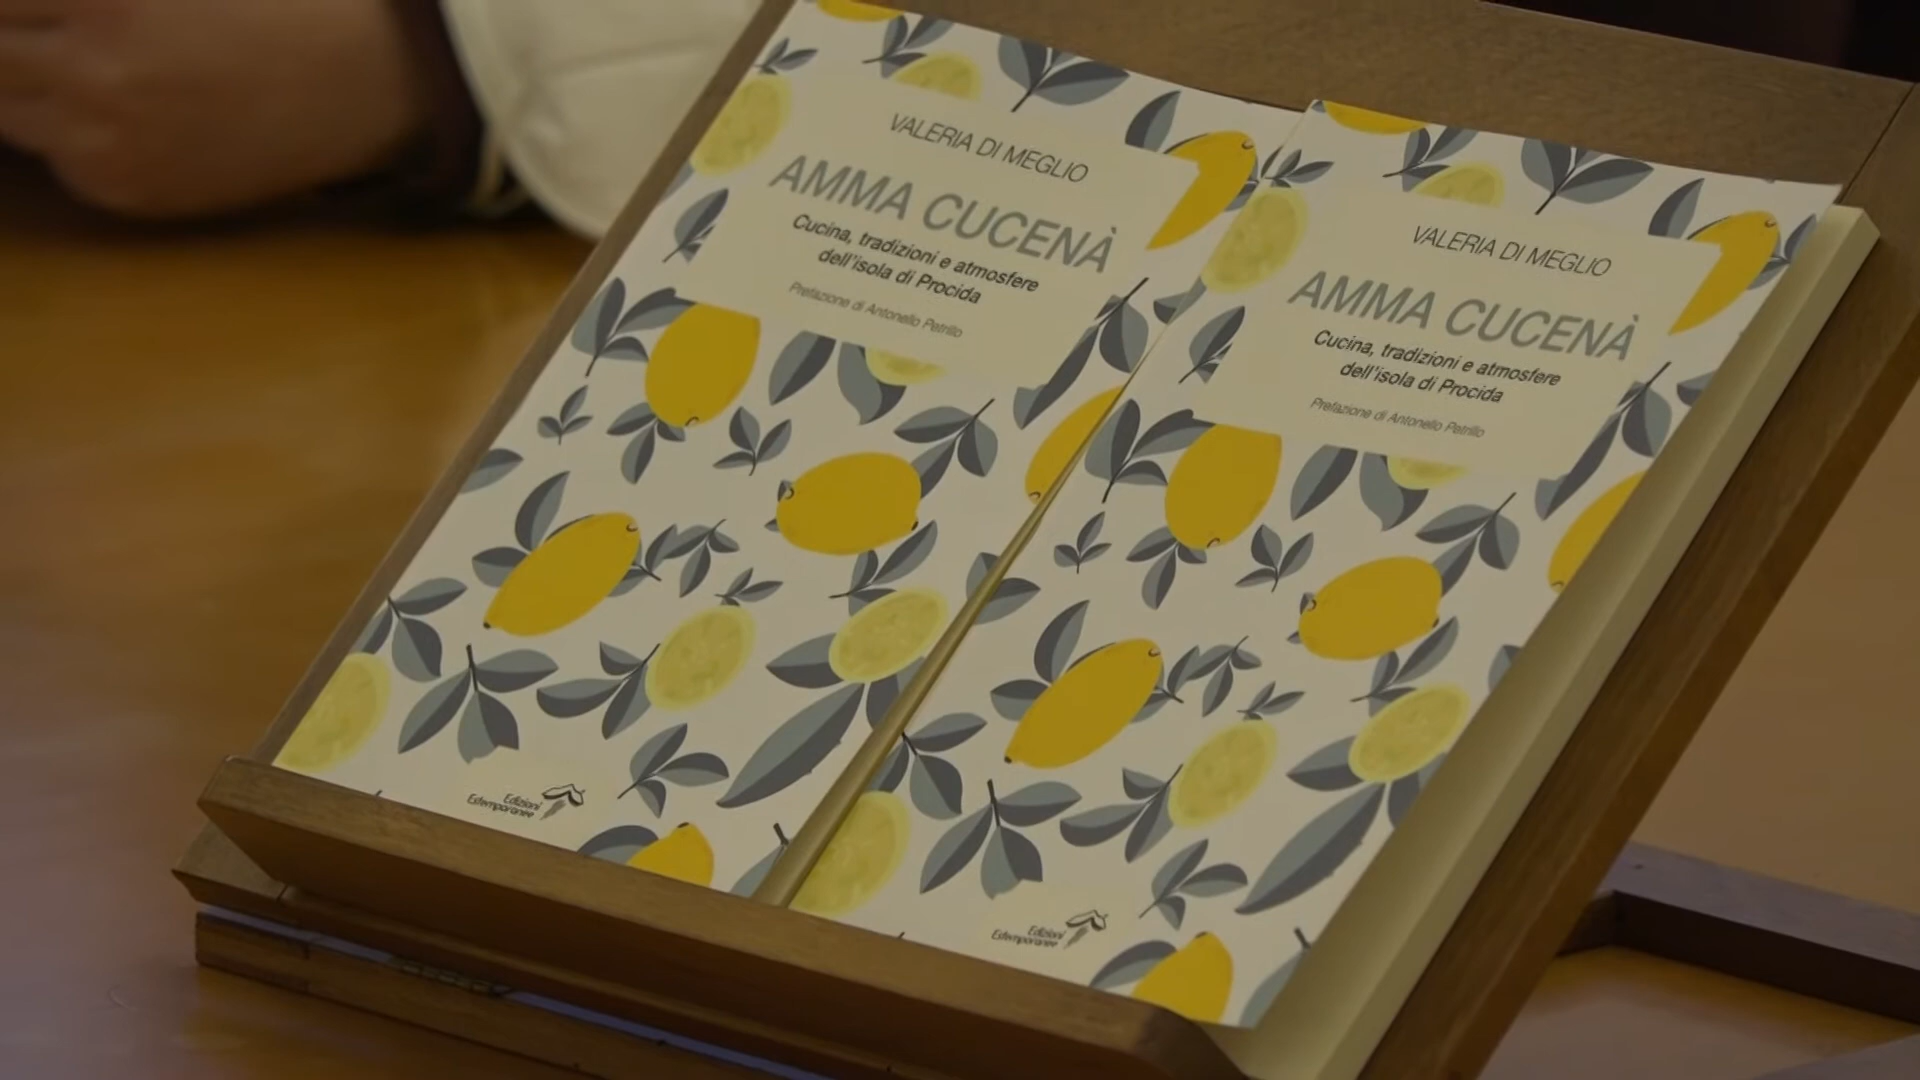 VALERIA DI MEGLIO
AMMA CUCENÀ
Cucina, tradizioni e atmosfere
dell'isola di Procida
Prefazione di Antonello Petrillo
Edizioni
Estemporanee
VALERIA DI MEGLIO
AMMA CUCENÀ
Cucina, tradizioni e atmosfere
dell'isola di Procida
Prefazione di Antonello Petrillo
Edizioni
Estemporanee